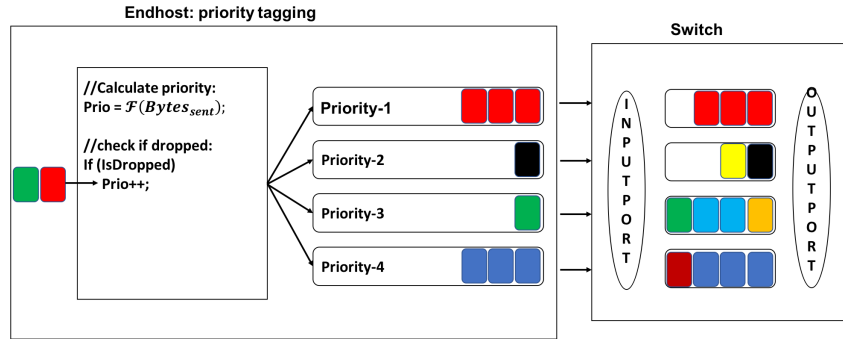 Endhost: priority tagging
Switch
//Calculate priority:
Prio = ℱ(Bytes_sent);
//check if dropped:
If (IsDropped)
Prio++;
Priority-1
Priority-2
Priority-3
Priority-4
INPUTPORT
OUTPUTPORT